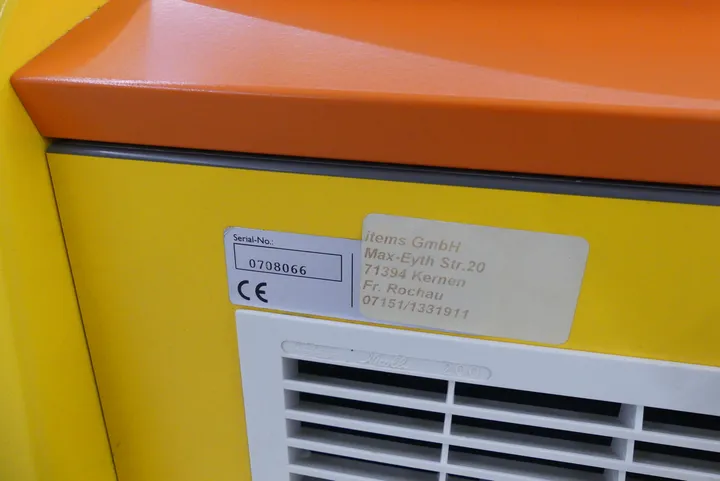 Serial-No.:
0708066
CE
items GmbH
Max-Eyth Str.20
71394 Kernen
Fr. Rochau
07151/1331911